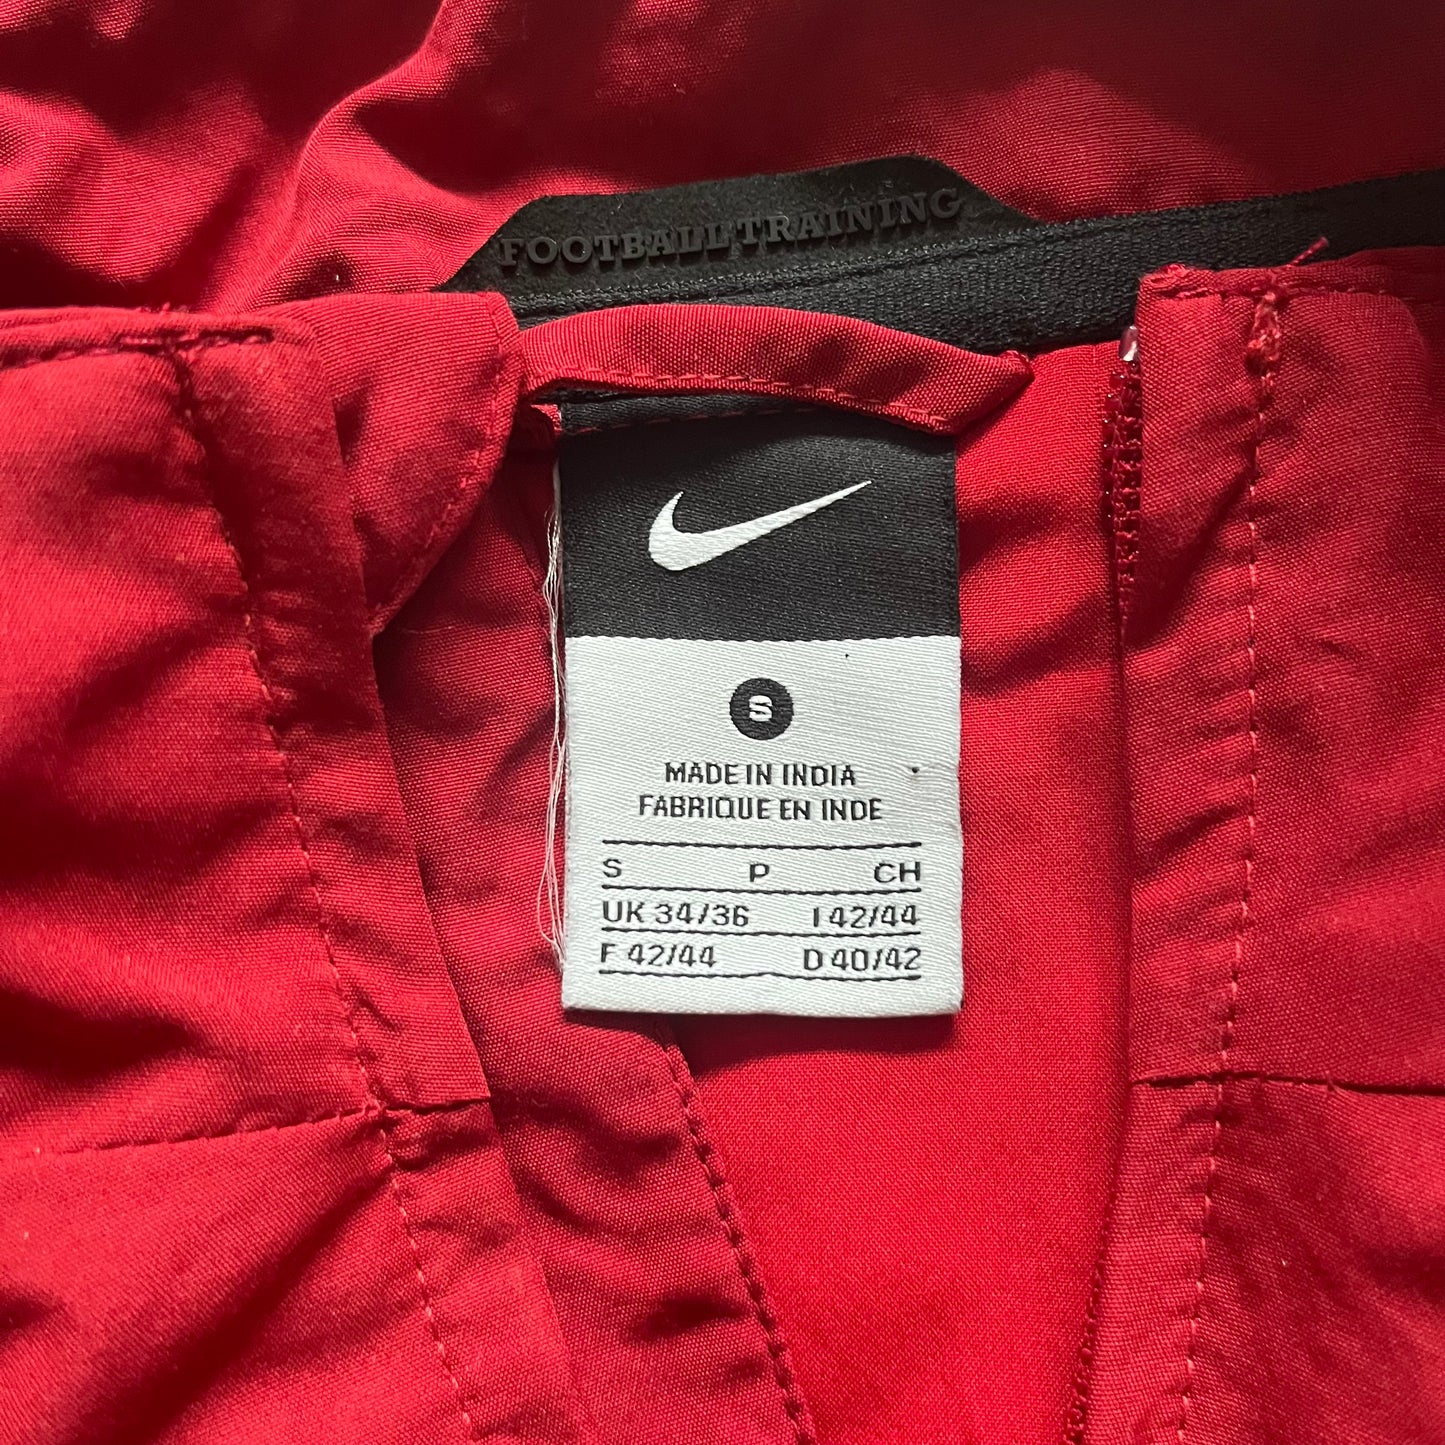 FOOTBALL TRAINING
S
MADE IN INDIA
FABRIQUE EN INDE
S P CH
UK 34/36 I 42/44
F 42/44 D 40/42